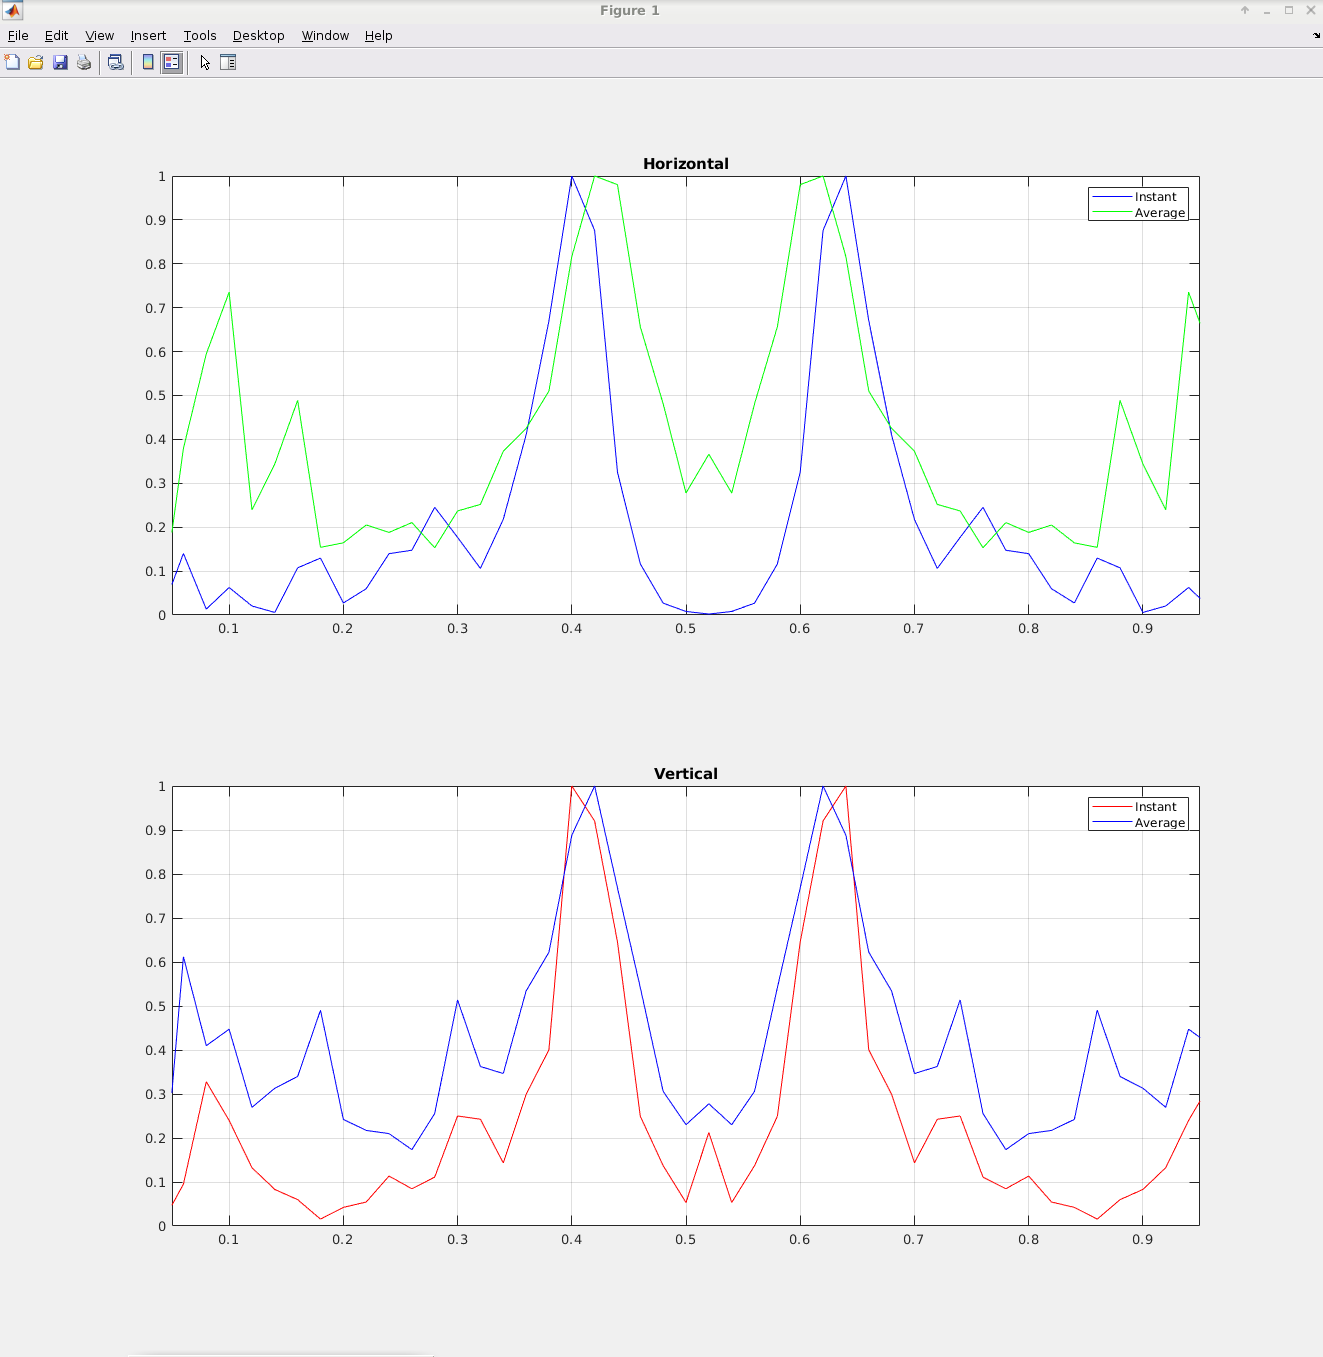 Figure 1
File Edit View Insert Tools Desktop Window Help
Horizontal
1
0.9
0.8
0.7
0.6
0.5
0.4
0.3
0.2
0.1
0
Instant
Average
0.1 0.2 0.3 0.4 0.5 0.6 0.7 0.8 0.9
Vertical
1
0.9
0.8
0.7
0.6
0.5
0.4
0.3
0.2
0.1
0
Instant
Average
0.1 0.2 0.3 0.4 0.5 0.6 0.7 0.8 0.9